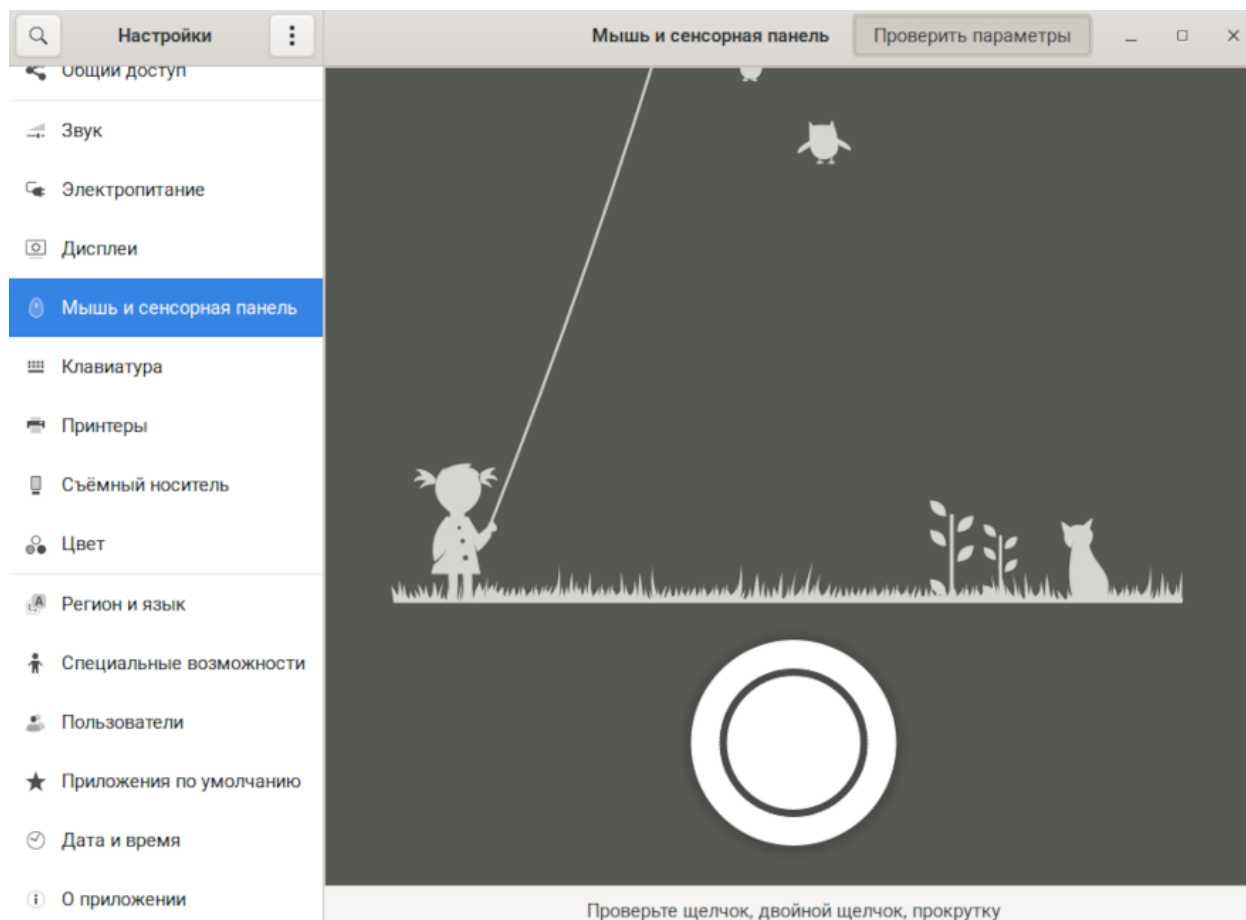 Настройки
Мышь и сенсорная панель
Проверить параметры
Общий доступ
Звук
Электропитание
Дисплеи
Мышь и сенсорная панель
Клавиатура
Принтеры
Съёмный носитель
Цвет
Регион и язык
Специальные возможности
Пользователи
Приложения по умолчанию
Дата и время
О приложении
Проверьте щелчок, двойной щелчок, прокрутку